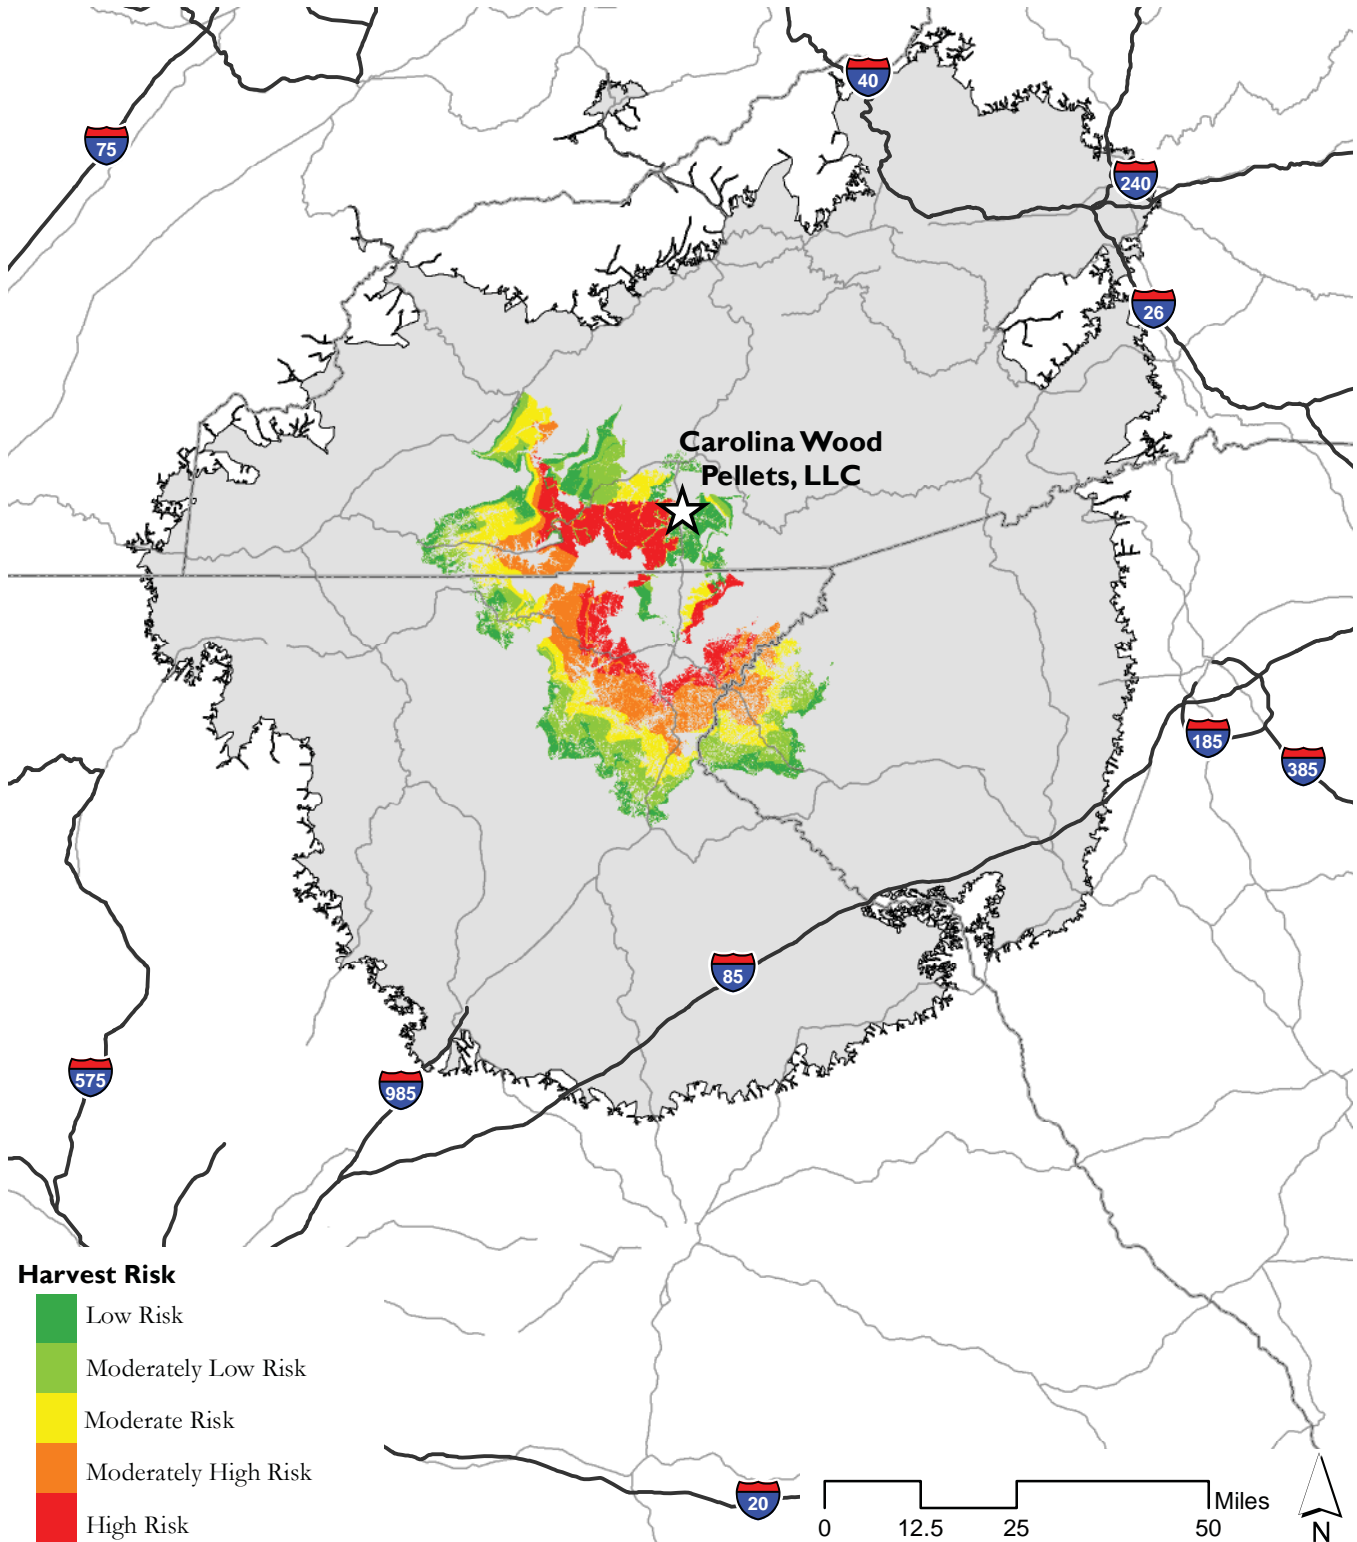 40
75
240
26
Carolina Wood
Pellets, LLC
185
385
85
575
985
Harvest Risk
Low Risk
Moderately Low Risk
Moderate Risk
Moderately High Risk
High Risk
20
Miles
0 12.5 25 50
N